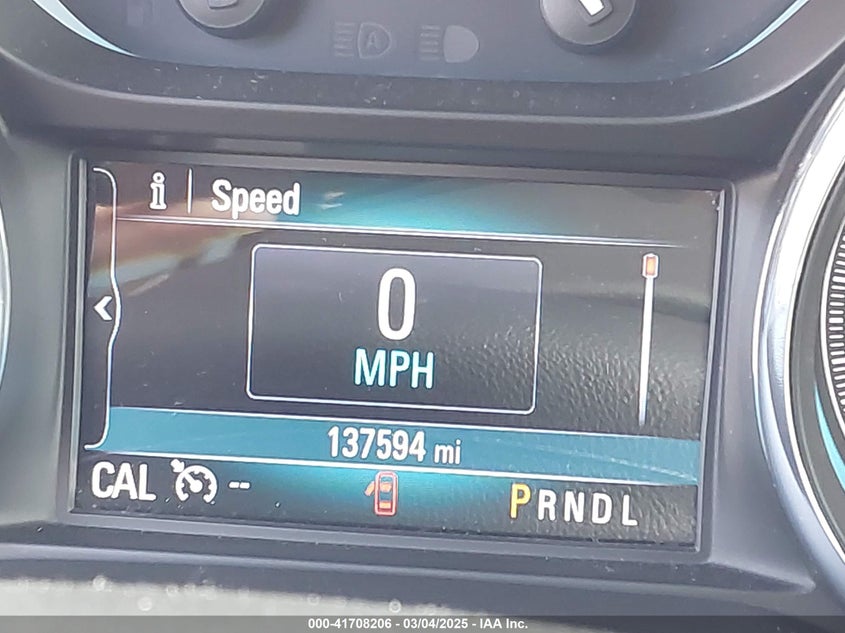 i | Speed
0
MPH
137594 mi
CAL --
PRNDL
000-41708206 - 03/04/2025 - IAA Inc.